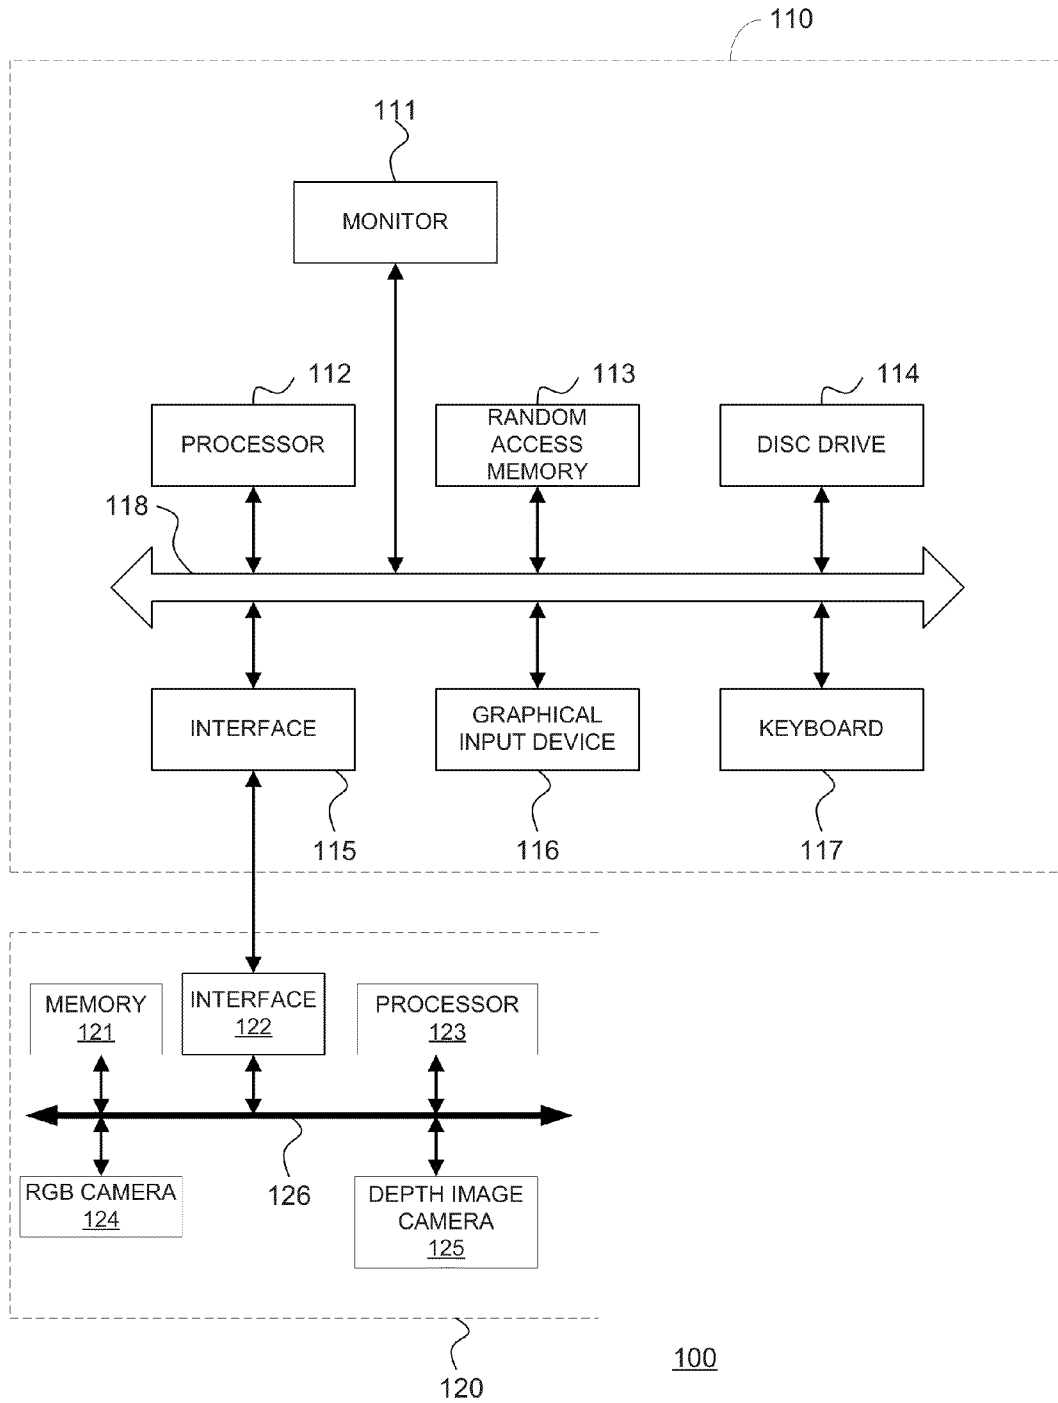 110
111
MONITOR
112
113
114
PROCESSOR
RANDOM
ACCESS
MEMORY
DISC DRIVE
118
INTERFACE
GRAPHICAL
INPUT DEVICE
KEYBOARD
115
116
117
MEMORY
121
INTERFACE
122
PROCESSOR
123
RGB CAMERA
124
126
DEPTH IMAGE
CAMERA
125
100
120